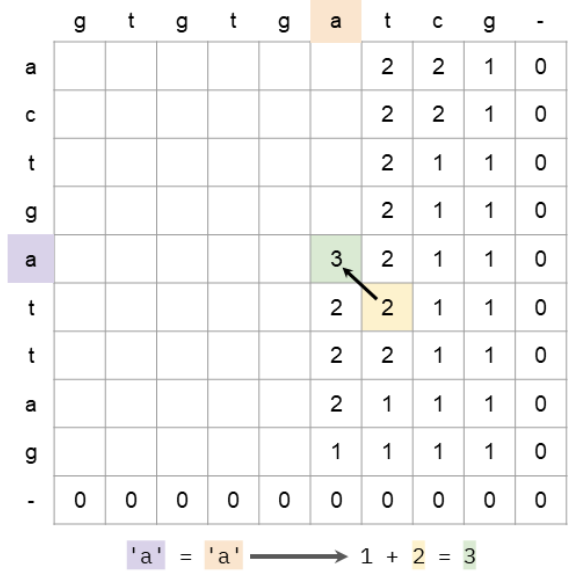 g t g t g a t c g -
a 2 2 1 0
c 2 2 1 0
t 2 1 1 0
g 2 1 1 0
a 3 2 1 1 0
t 2 2 1 1 0
t 2 2 1 1 0
a 2 1 1 1 0
g 1 1 1 1 0
- 0 0 0 0 0 0 0 0 0 0
'a' = 'a' 1 + 2 = 3